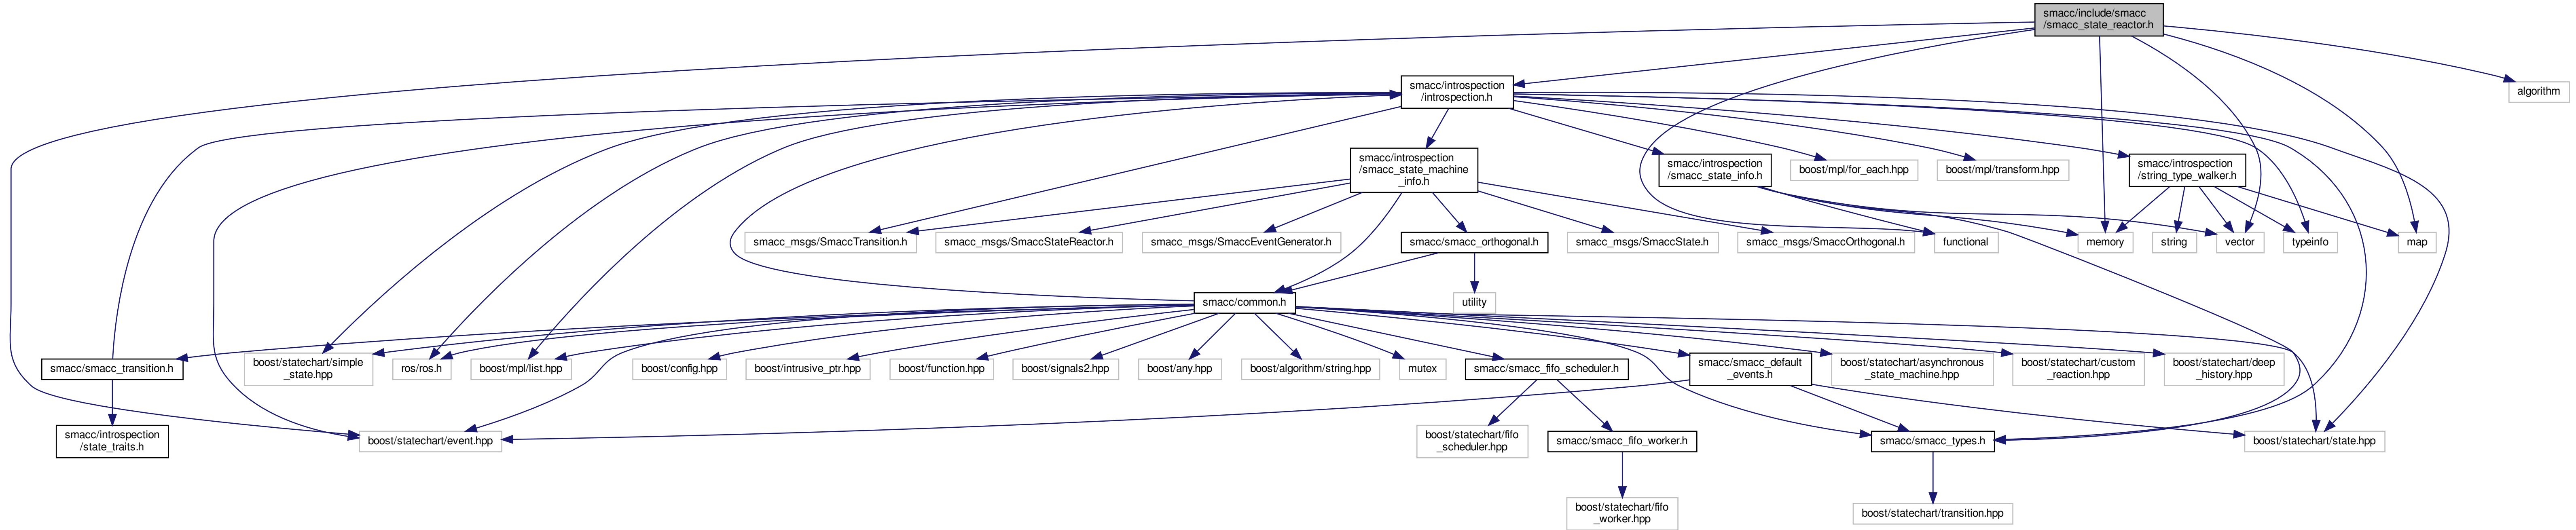 smacc/include/smacc
/smacc_state_reactor.h
smacc/introspection
/introspection.h
algorithm
smacc/introspection
/smacc_state_machine
_info.h
smacc/introspection
/smacc_state_info.h
boost/mpl/for_each.hpp
boost/mpl/transform.hpp
smacc/introspection
/string_type_walker.h
smacc_msgs/SmaccTransition.h
smacc_msgs/SmaccStateReactor.h
smacc_msgs/SmaccEventGenerator.h
smacc/smacc_orthogonal.h
smacc_msgs/SmaccState.h
smacc_msgs/SmaccOrthogonal.h
functional
memory
string
vector
typeinfo
map
smacc/common.h
utility
smacc/smacc_transition.h
boost/statechart/simple
_state.hpp
ros/ros.h
boost/mpl/list.hpp
boost/config.hpp
boost/intrusive_ptr.hpp
boost/function.hpp
boost/signals2.hpp
boost/any.hpp
boost/algorithm/string.hpp
mutex
smacc/smacc_fifo_scheduler.h
smacc/smacc_default
_events.h
boost/statechart/asynchronous
_state_machine.hpp
boost/statechart/custom
_reaction.hpp
boost/statechart/deep
_history.hpp
smacc/introspection
/state_traits.h
boost/statechart/event.hpp
boost/statechart/fifo
_scheduler.hpp
smacc/smacc_fifo_worker.h
smacc/smacc_types.h
boost/statechart/state.hpp
boost/statechart/fifo
_worker.hpp
boost/statechart/transition.hpp